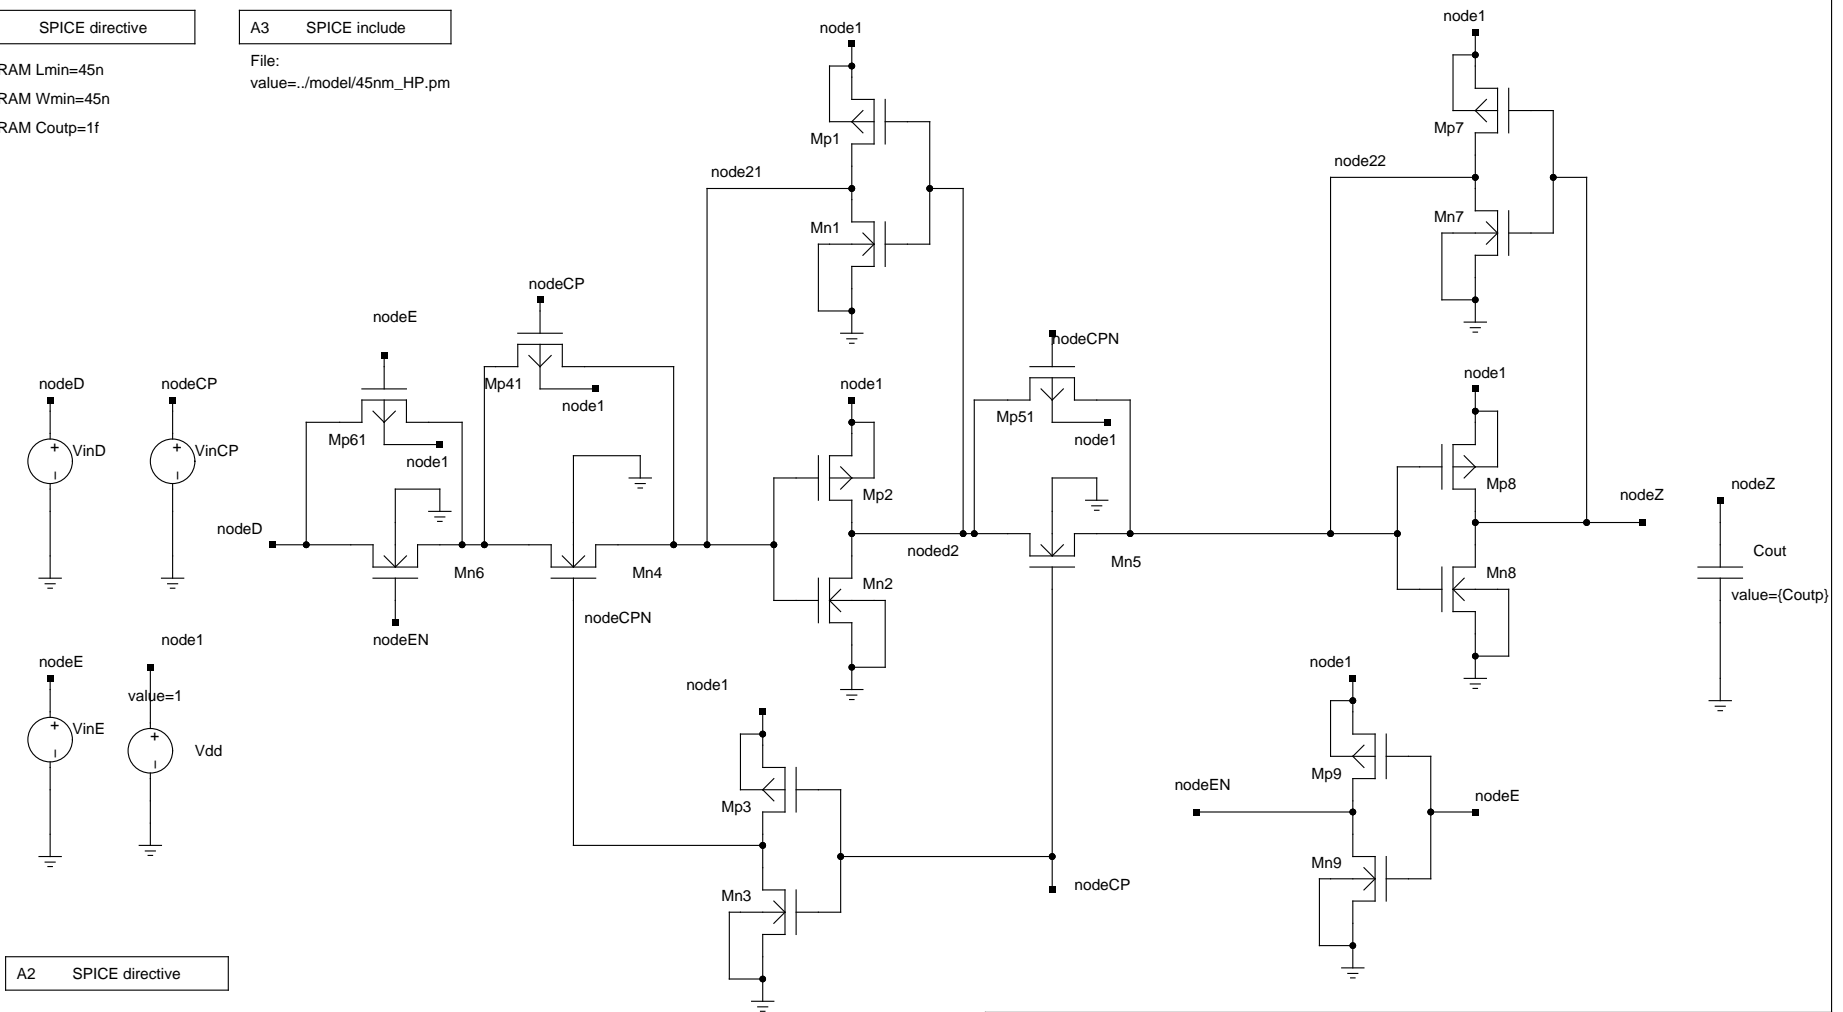 SPICE directive
RAM Lmin=45n
RAM Wmin=45n
RAM Coutp=1f
A3 SPICE include
File:
value=../model/45nm_HP.pm
node1
Mp1
node21
Mn1
node1
Mp7
node22
Mn7
nodeCP
nodeE
Mp41
node1
Mp61
node1
nodeD
nodeCP
VinD
VinCP
nodeD
Mn6
Mn4
nodeEN
nodeCPN
node1
Mp2
noded2
Mn2
nodeCPN
Mp51
node1
Mn5
node1
Mp8
nodeZ
Mn8
nodeZ
Cout
value={Coutp}
nodeE
node1
value=1
VinE
Vdd
node1
Mp3
Mn3
nodeCP
node1
Mp9
nodeEN
nodeE
Mn9
A2 SPICE directive